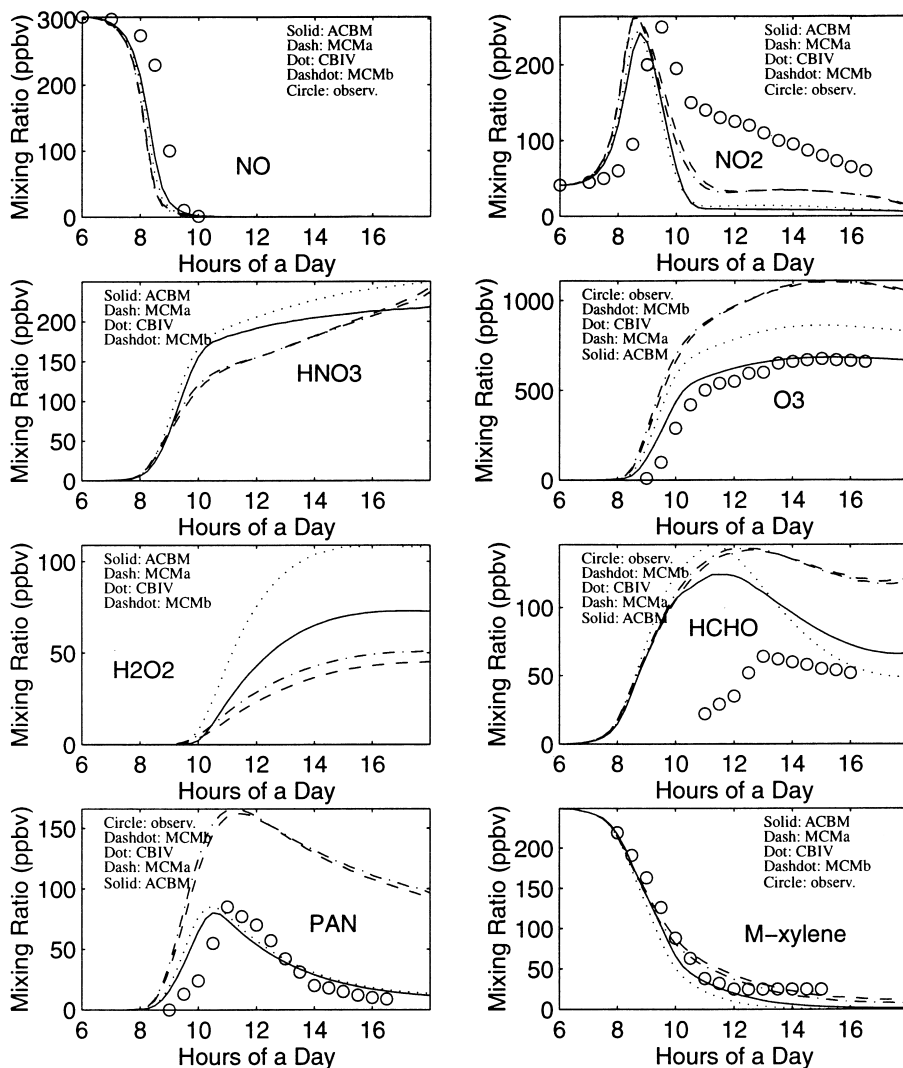 Mixing Ratio (ppbv)
300
200
100
0
Solid: ACBM
Dash: MCMa
Dot: CBIV
Dashdot: MCMb
Circle: observ.
NO
6 8 10 12 14 16
Hours of a Day
Mixing Ratio (ppbv)
200
100
0
Solid: ACBM
Dash: MCMa
Dot: CBIV
Dashdot: MCMb
Circle: observ.
NO2
6 8 10 12 14 16
Hours of a Day
Mixing Ratio (ppbv)
200
150
100
50
0
Solid: ACBM
Dash: MCMa
Dot: CBIV
Dashdot: MCMb
HNO3
6 8 10 12 14 16
Hours of a Day
Mixing Ratio (ppbv)
1000
500
0
Circle: observ.
Dashdot: MCMb
Dot: CBIV
Dash: MCMa
Solid: ACBM
O3
6 8 10 12 14 16
Hours of a Day
Mixing Ratio (ppbv)
100
50
0
Solid: ACBM
Dash: MCMa
Dot: CBIV
Dashdot: MCMb
H2O2
6 8 10 12 14 16
Hours of a Day
Mixing Ratio (ppbv)
100
50
0
Circle: observ.
Dashdot: MCMb
Dot: CBIV
Dash: MCMa
Solid: ACBM
HCHO
6 8 10 12 14 16
Hours of a Day
Mixing Ratio (ppbv)
150
100
50
0
Circle: observ.
Dashdot: MCMb
Dot: CBIV
Dash: MCMa
Solid: ACBM
PAN
6 8 10 12 14 16
Hours of a Day
Mixing Ratio (ppbv)
200
150
100
50
0
Solid: ACBM
Dash: MCMa
Dot: CBIV
Dashdot: MCMb
Circle: observ.
M-xylene
6 8 10 12 14 16
Hours of a Day